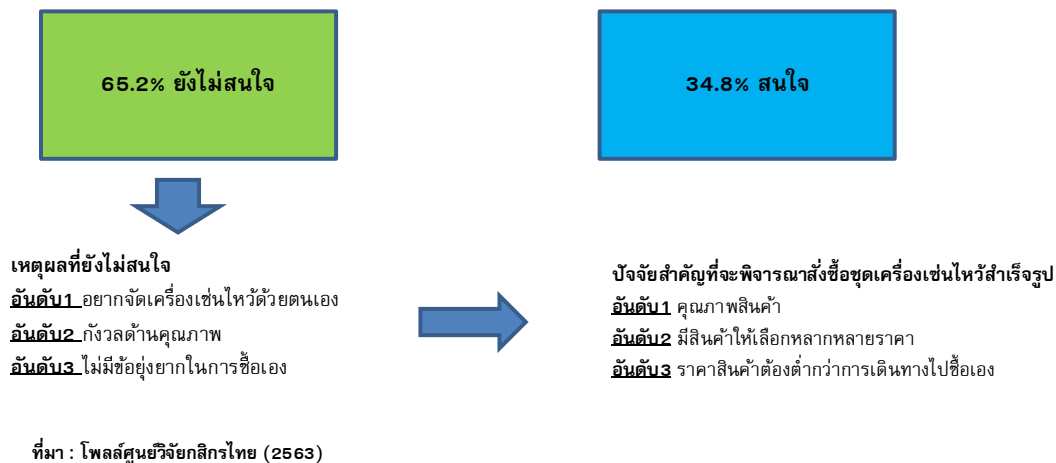 65.2% ยังไม่สนใจ
34.8% สนใจ
เหตุผลที่ยังไม่สนใจ
อันดับ1 อยากจัดเครื่องเซ่นไหว้ด้วยตนเอง
อันดับ2 กังวลด้านคุณภาพ
อันดับ3 ไม่มีข้อยุ่งยากในการซื้อเอง
ปัจจัยสำคัญที่จะพิจารณาสั่งซื้อชุดเครื่องเซ่นไหว้สำเร็จรูป
อันดับ1 คุณภาพสินค้า
อันดับ2 มีสินค้าให้เลือกหลากหลายราคา
อันดับ3 ราคาสินค้าต้องต่ำกว่าการเดินทางไปซื้อเอง
ที่มา : โพลล์ศูนย์วิจัยกสิกรไทย (2563)